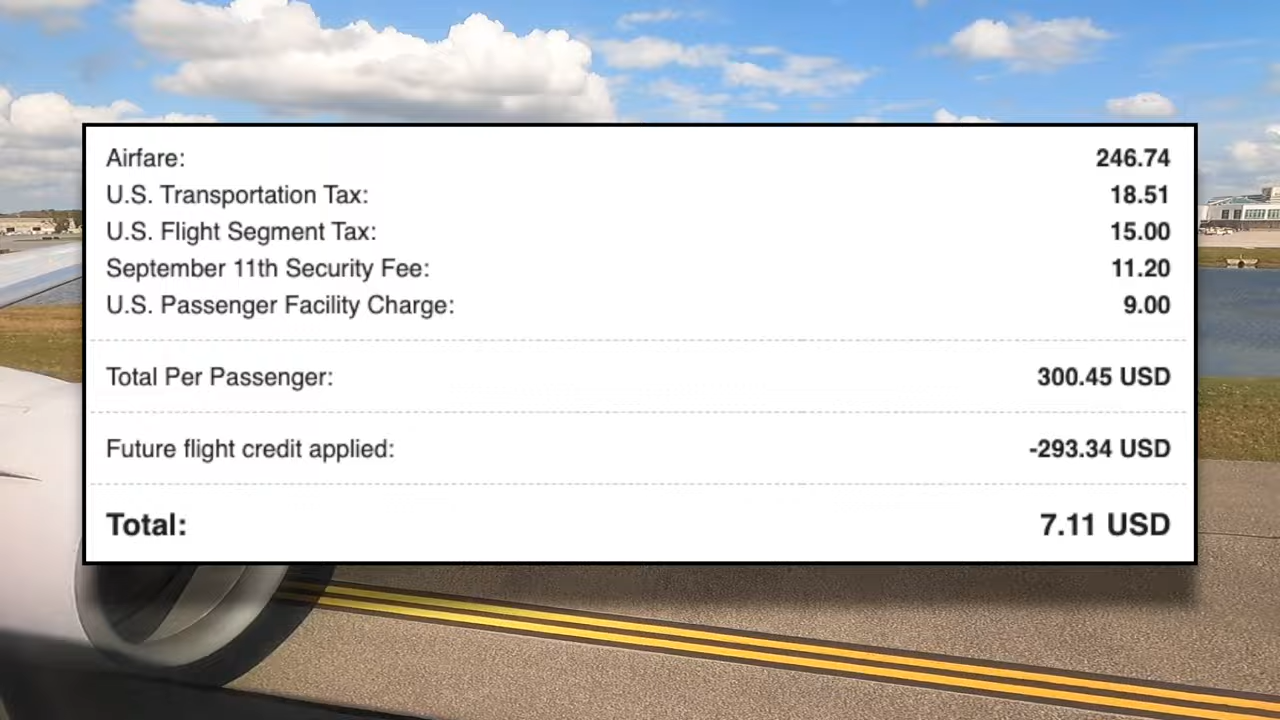 Airfare: 246.74
U.S. Transportation Tax: 18.51
U.S. Flight Segment Tax: 15.00
September 11th Security Fee: 11.20
U.S. Passenger Facility Charge: 9.00
Total Per Passenger: 300.45 USD
Future flight credit applied: -293.34 USD
Total: 7.11 USD